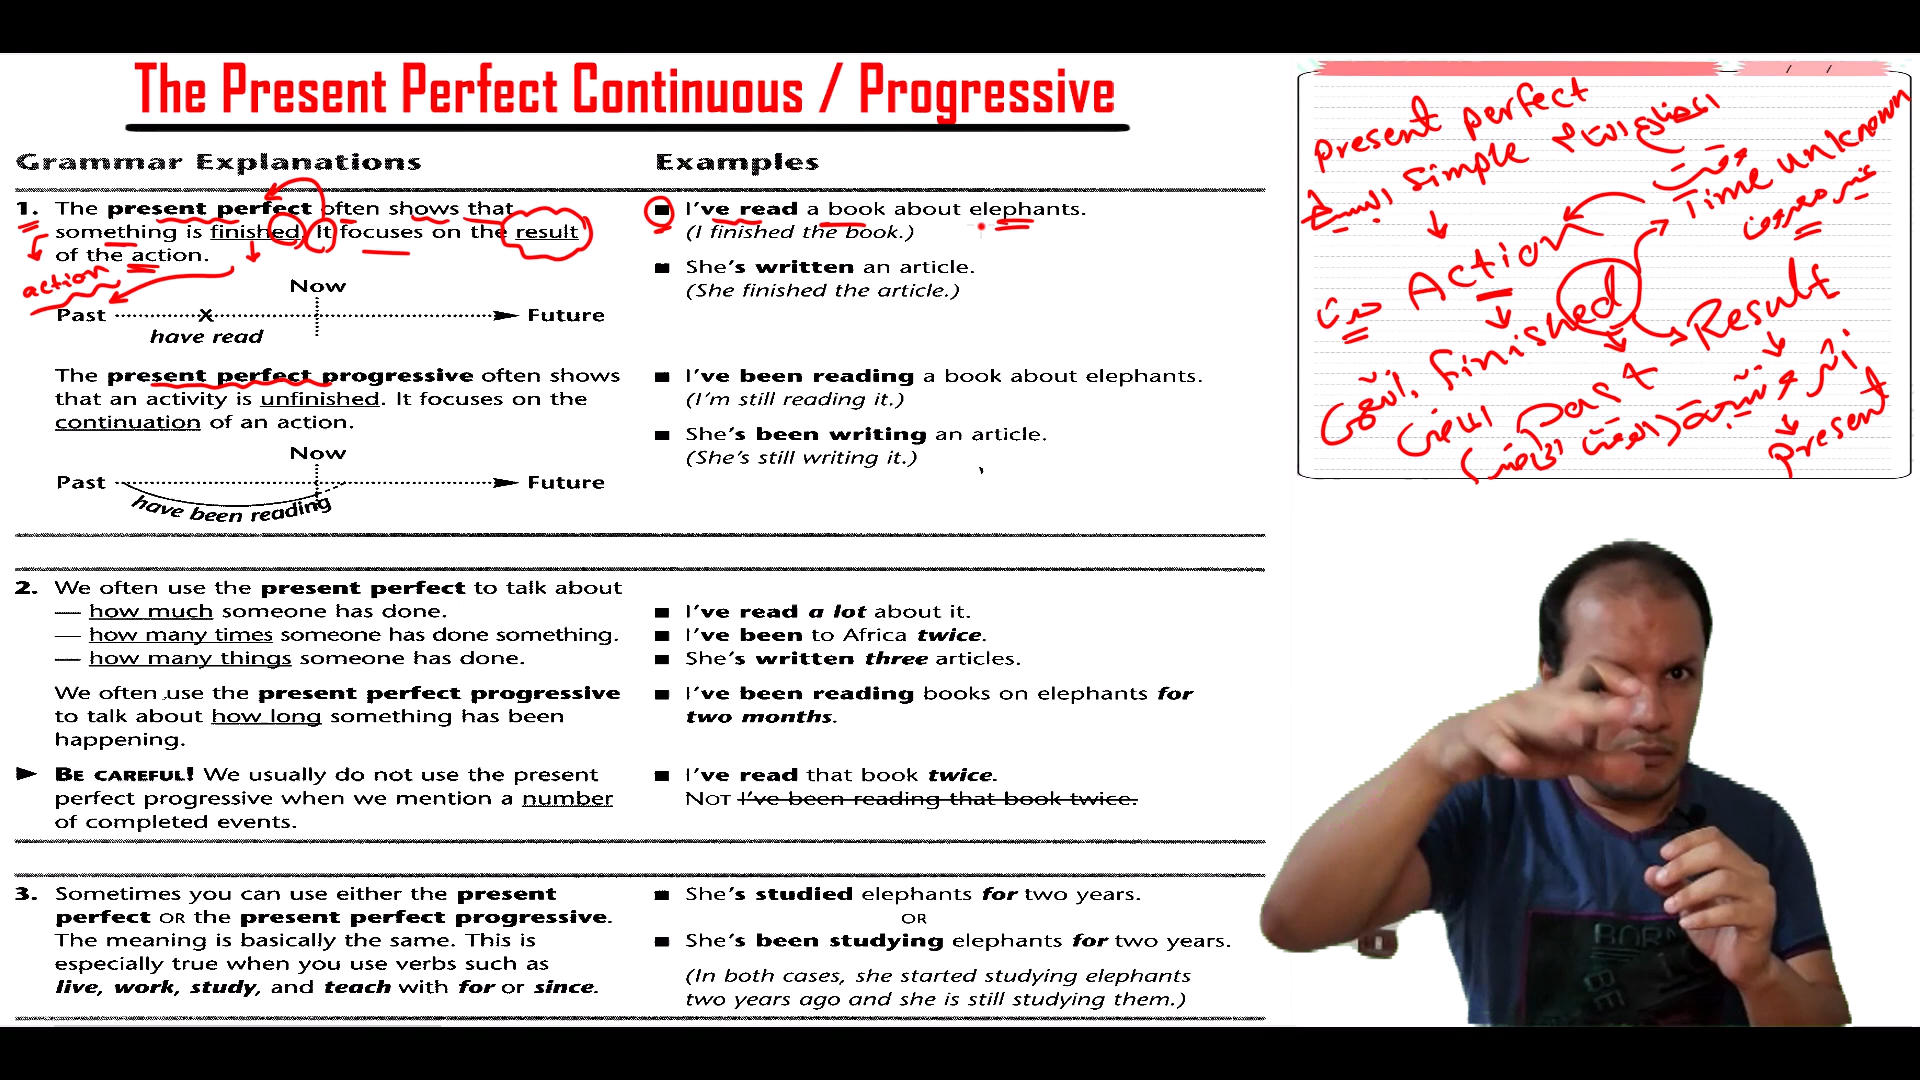 The Present Perfect Continuous / Progressive
Grammar Explanations
Examples
1. The present perfect often shows that
something is finished. It focuses on the result
of the action.
action
Now
Past
Future
have read
■ I've read a book about elephants.
(I finished the book.)
■ She's written an article.
(She finished the article.)
The present perfect progressive often shows
that an activity is unfinished. It focuses on the
continuation of an action.
Now
Past
Future
have been reading
■ I've been reading a book about elephants.
(I'm still reading it.)
■ She's been writing an article.
(She's still writing it.)
2. We often use the present perfect to talk about
— how much someone has done.
— how many times someone has done something.
— how many things someone has done.
■ I've read a lot about it.
■ I've been to Africa twice.
■ She's written three articles.
We often use the present perfect progressive
to talk about how long something has been
happening.
■ I've been reading books on elephants for
two months.
► BE CAREFUL! We usually do not use the present
perfect progressive when we mention a number
of completed events.
■ I've read that book twice.
NOT I've been reading that book twice.
3. Sometimes you can use either the present
perfect OR the present perfect progressive.
The meaning is basically the same. This is
especially true when you use verbs such as
live, work, study, and teach with for or since.
■ She's studied elephants for two years.
OR
■ She's been studying elephants for two years.
(In both cases, she started studying elephants
two years ago and she is still studying them.)
present perfect
simple المضارع التام
البسيط
Time unknown
غير معروف
Action
حدث
finished
Result
past
present
BORN